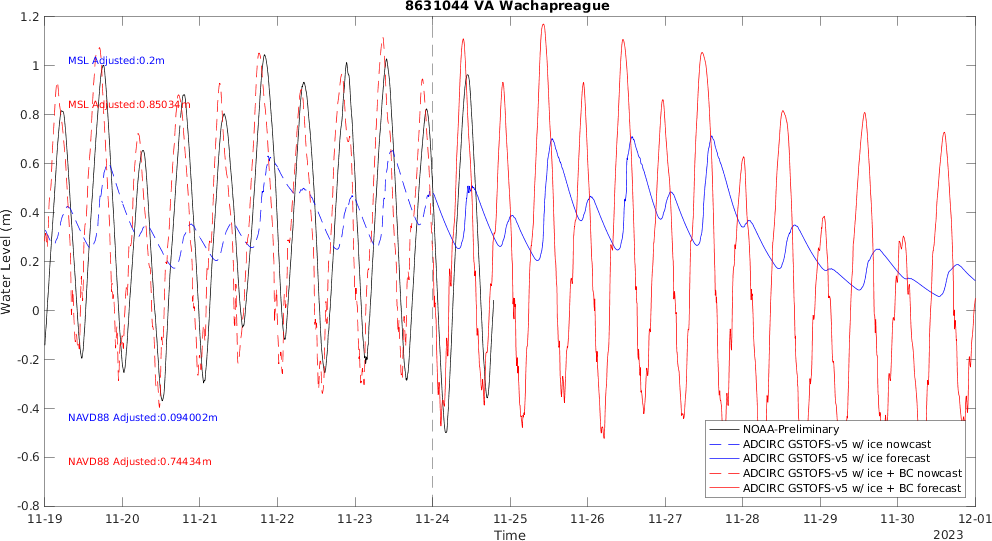 8631044 VA Wachapreague
1.2
1
0.8
0.6
0.4
0.2
0
-0.2
-0.4
-0.6
-0.8
Water Level (m)
MSL Adjusted:0.2m
MSL Adjusted:0.85034m
NAVD88 Adjusted:0.094002m
NAVD88 Adjusted:0.74434m
NOAA-Preliminary
ADCIRC GSTOFS-v5 w/ ice nowcast
ADCIRC GSTOFS-v5 w/ ice forecast
ADCIRC GSTOFS-v5 w/ ice + BC nowcast
ADCIRC GSTOFS-v5 w/ ice + BC forecast
11-19 11-20 11-21 11-22 11-23 11-24 11-25 11-26 11-27 11-28 11-29 11-30 12-01
Time
2023